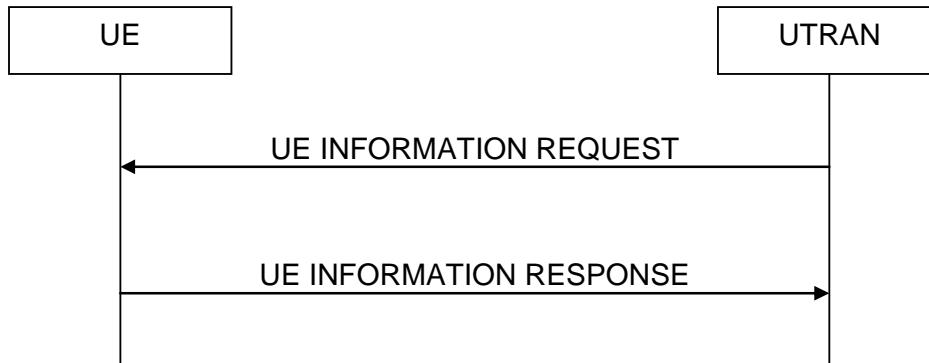 UE
UTRAN
UE INFORMATION REQUEST
UE INFORMATION RESPONSE